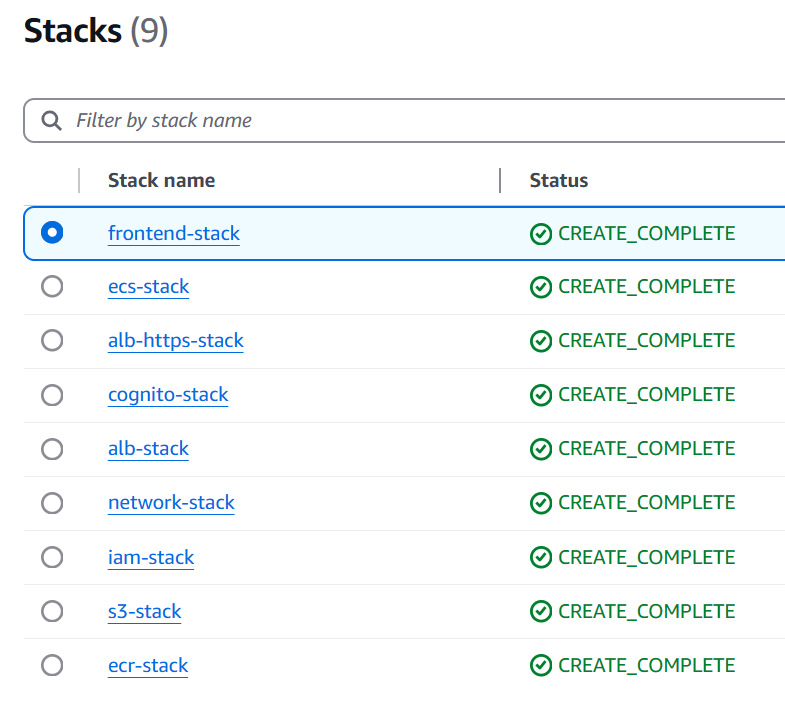 Stacks (9)
Filter by stack name
Stack name Status
frontend-stack CREATE_COMPLETE
ecs-stack CREATE_COMPLETE
alb-https-stack CREATE_COMPLETE
cognito-stack CREATE_COMPLETE
alb-stack CREATE_COMPLETE
network-stack CREATE_COMPLETE
iam-stack CREATE_COMPLETE
s3-stack CREATE_COMPLETE
ecr-stack CREATE_COMPLETE